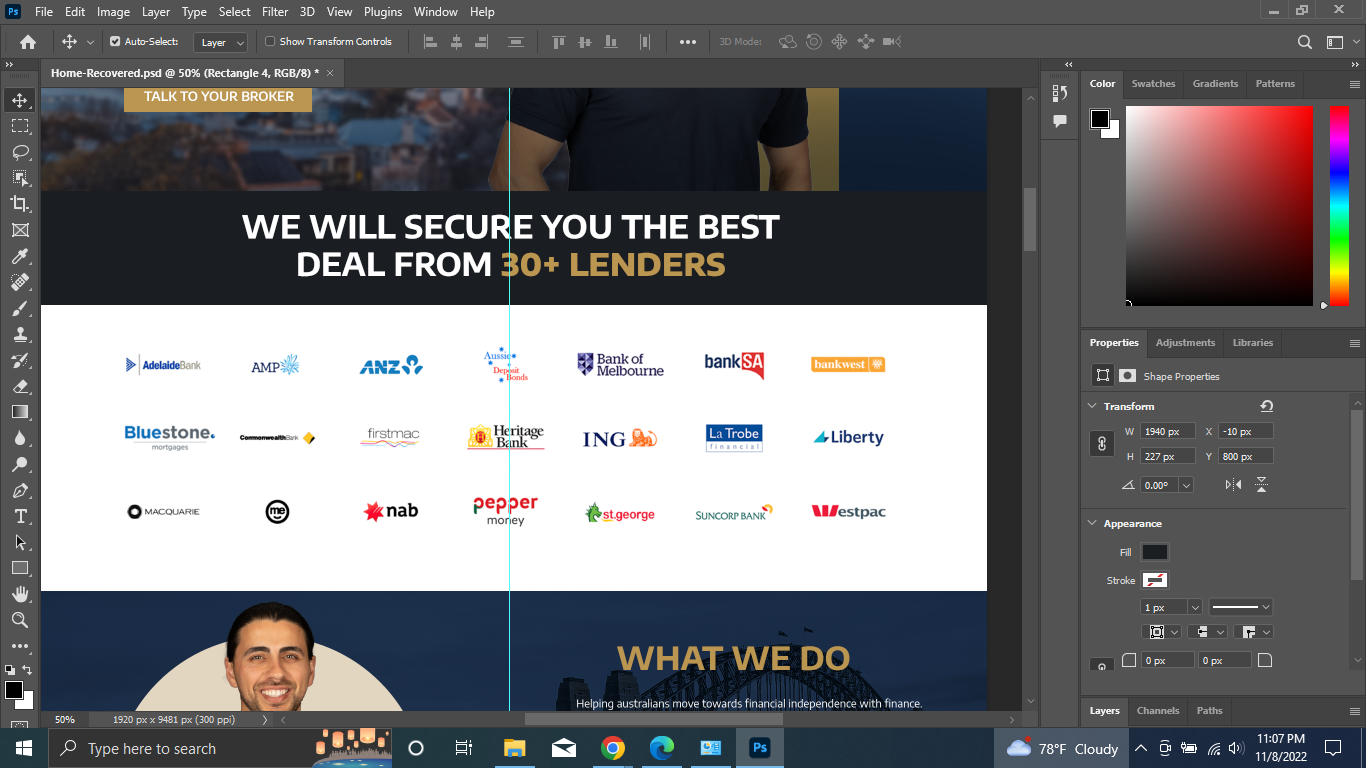 Ps File Edit Image Layer Type Select Filter 3D View Plugins Window Help
Auto-Select: Layer Show Transform Controls 3D Mode:
Home-Recovered.psd @ 50% (Rectangle 4, RGB/8) *
TALK TO YOUR BROKER
WE WILL SECURE YOU THE BEST
DEAL FROM 30+ LENDERS
AdelaideBank AMP ANZ Aussie Deposit Bonds Bank of Melbourne bankSA bankwest
Bluestone mortgages CommonwealthBank firstmac Heritage Bank ING La Trobe financial Liberty
MACQUARIE me nab pepper money st.george SUNCORP BANK Westpac
WHAT WE DO
Helping australians move towards financial independence with finance.
50% 1920 px x 9481 px (300 ppi)
Color Swatches Gradients Patterns
Properties Adjustments Libraries
Shape Properties
Transform
W 1940 px X -10 px
H 227 px Y 800 px
0.00°
Appearance
Fill
Stroke
1 px
0 px 0 px
Layers Channels Paths
Type here to search
Ps
78°F Cloudy
11:07 PM
11/8/2022